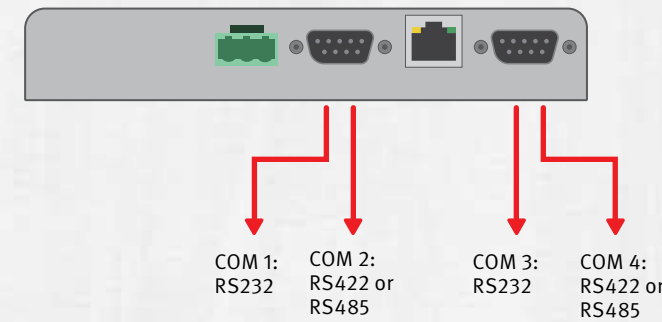 COM 1:
RS232
COM 2:
RS422 or
RS485
COM 3:
RS232
COM 4:
RS422 or
RS485